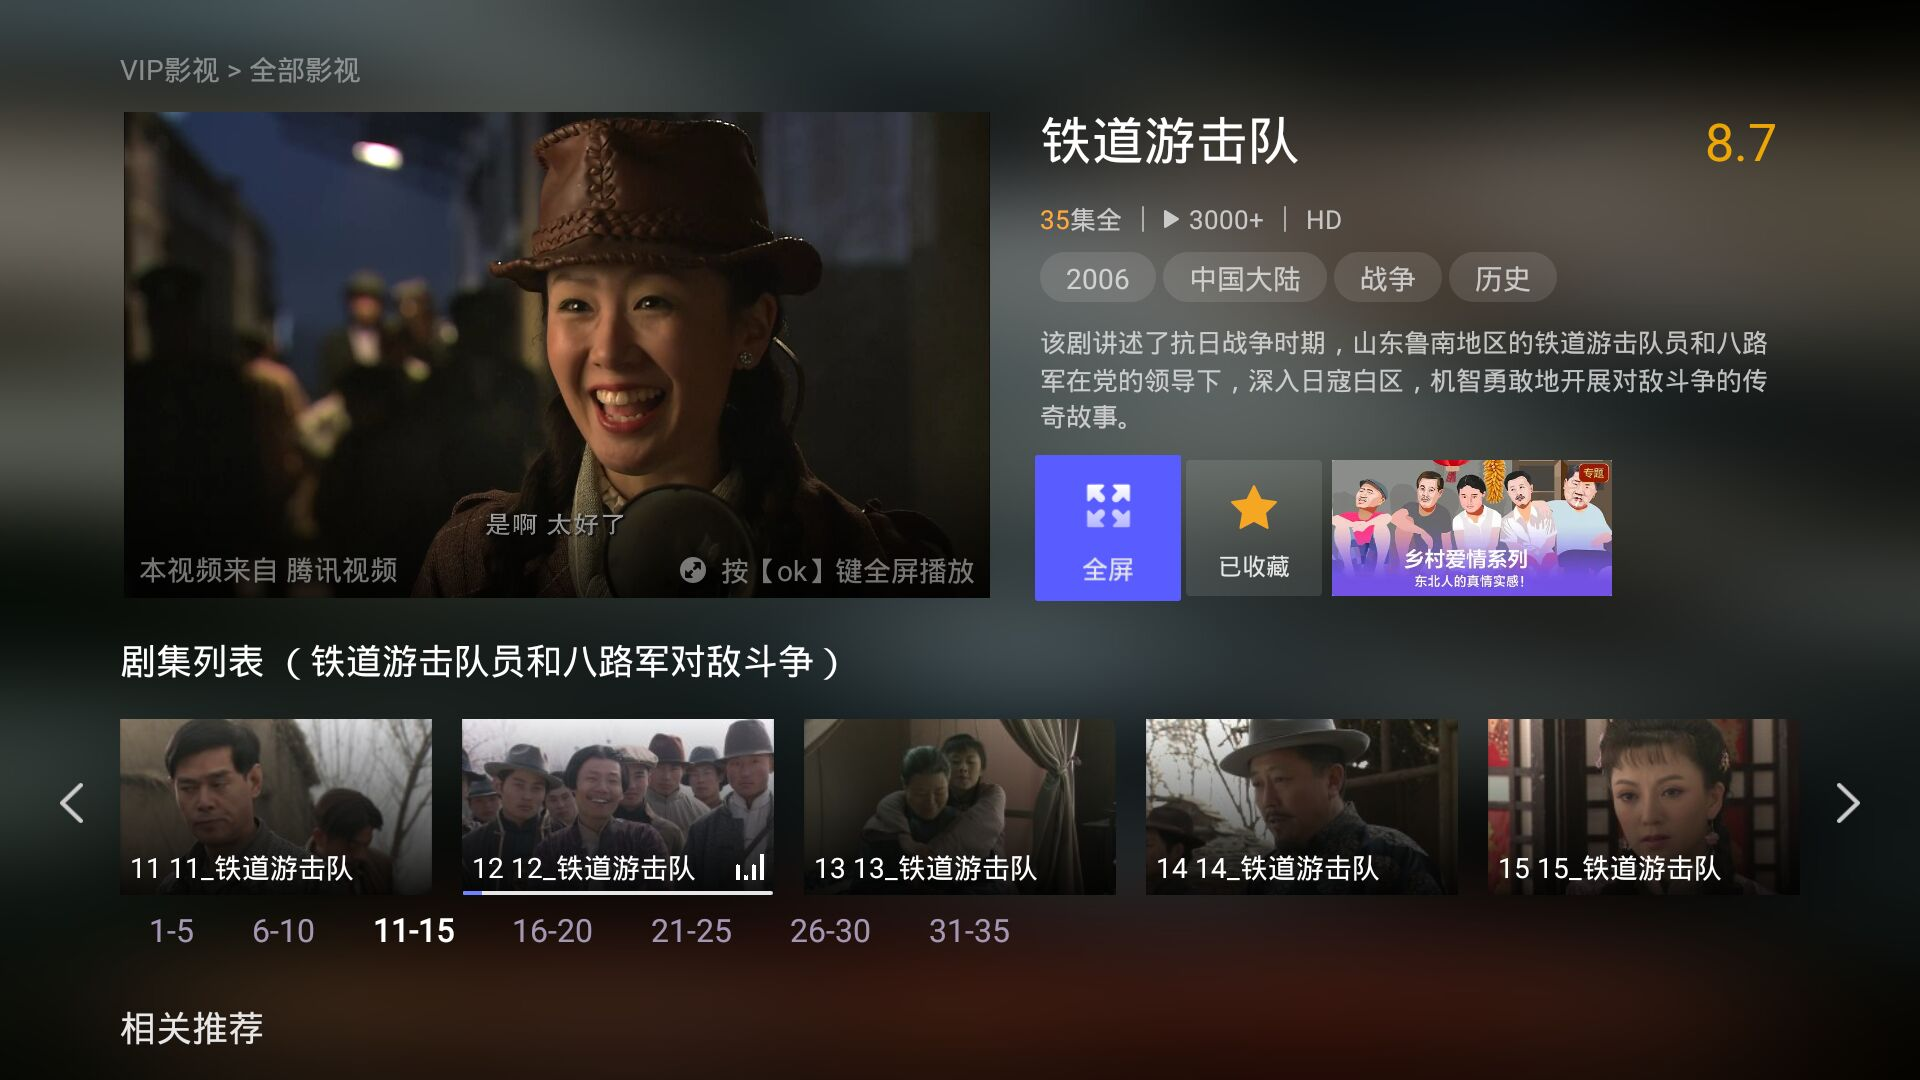 VIP影视 > 全部影视
铁道游击队
8.7
35集全 | 3000+ | HD
2006 中国大陆 战争 历史
该剧讲述了抗日战争时期，山东鲁南地区的铁道游击队员和八路
军在党的领导下，深入日寇白区，机智勇敢地开展对敌斗争的传
奇故事。
是啊 太好了
本视频来自 腾讯视频
按【ok】键全屏播放
全屏
已收藏
专题
乡村爱情系列
东北人的真情实感！
剧集列表 （铁道游击队员和八路军对敌斗争）
11 11_铁道游击队
12 12_铁道游击队
13 13_铁道游击队
14 14_铁道游击队
15 15_铁道游击队
1-5 6-10 11-15 16-20 21-25 26-30 31-35
相关推荐